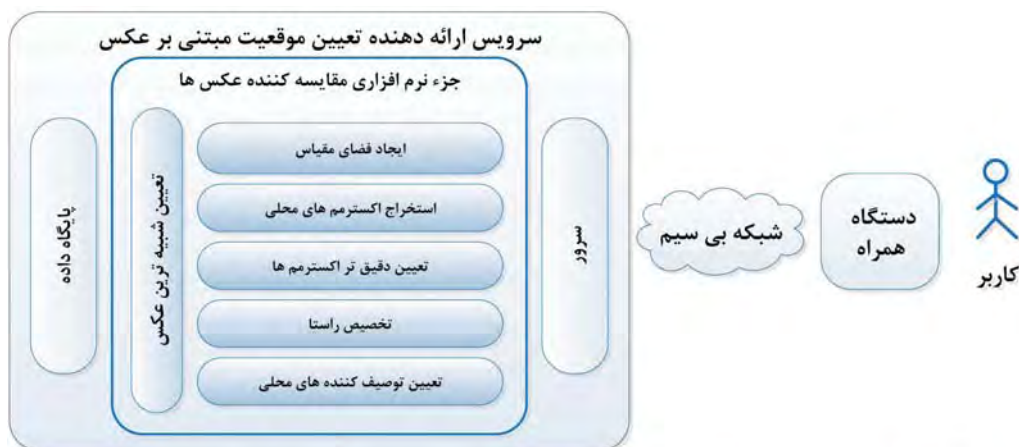 سرویس ارائه دهنده تعیین موقعیت مبتنی بر عکس
جزء نرم افزاری مقایسه کننده عکس ها
کاربر
دستگاه
همراه
شبکه بی سیم
سرور
ایجاد فضای مقیاس
استخراج اکسترمم های محلی
تعیین دقیق تر اکسترمم ها
تخصیص راستا
تعیین توصیف کننده های محلی
تعیین شبیه ترین عکس
پایگاه داده